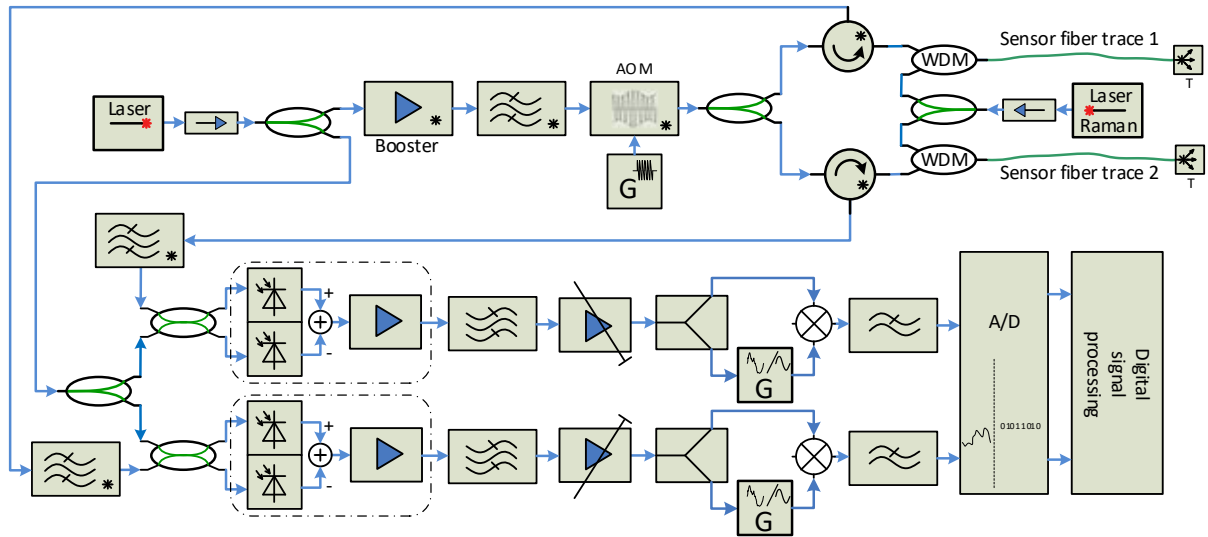 Laser
Booster
AOM
G
WDM
Sensor fiber trace 1
T
Laser
Raman
WDM
Sensor fiber trace 2
T
+
-
G
A/D
01011010
Digital
signal
processing
+
-
G